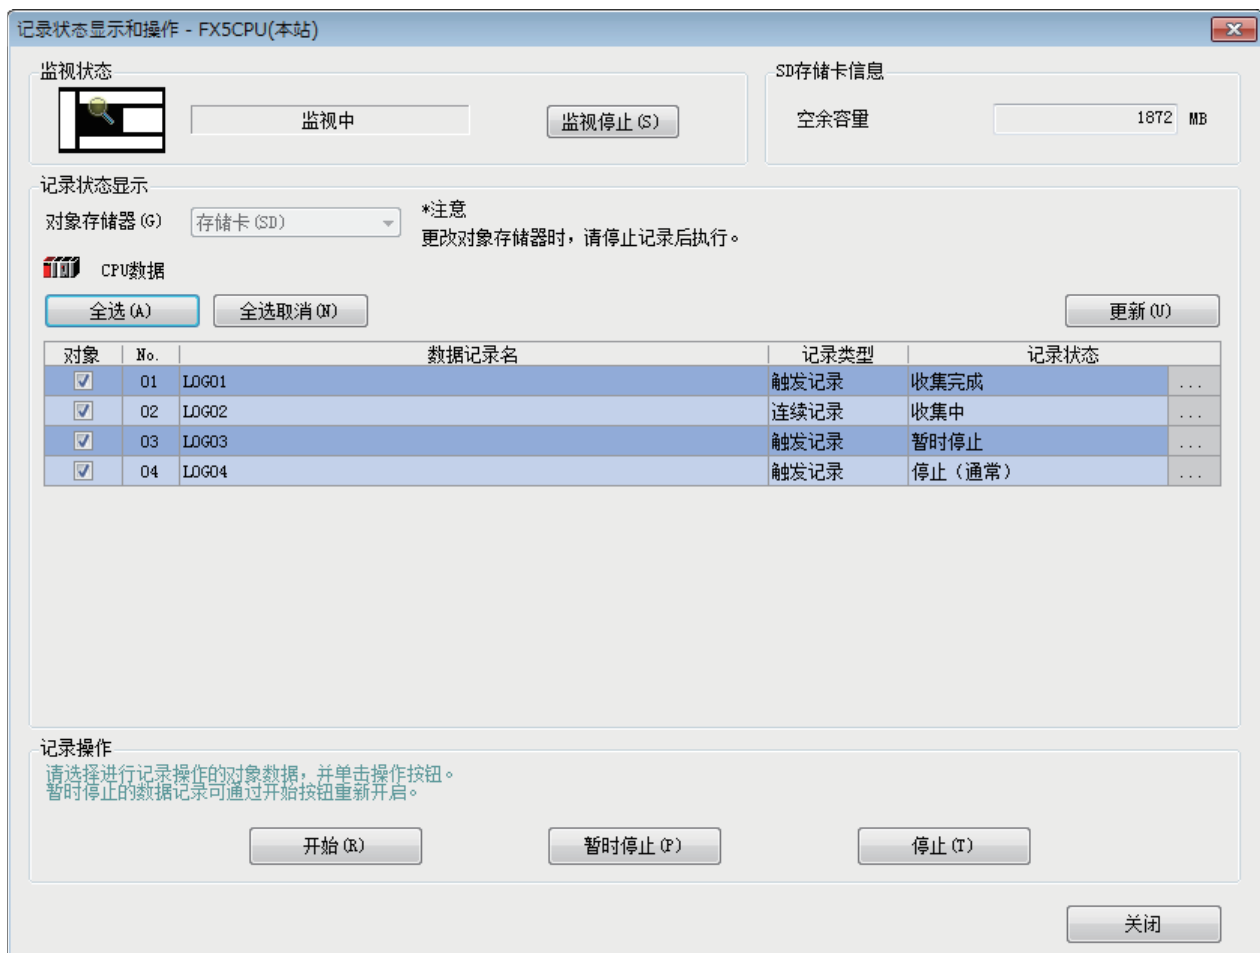 记录状态显示和操作 - FX5CPU(本站)
监视状态
监视中
监视停止(S)
SD存储卡信息
空余容量
1872 MB
记录状态显示
对象存储器(G)
存储卡(SD)
*注意
更改对象存储器时，请停止记录后执行。
CPU数据
全选(A)
全选取消(N)
更新(U)
对象 No. 数据记录名 记录类型 记录状态
01 LOG01 触发记录 收集完成 ...
02 LOG02 连续记录 收集中 ...
03 LOG03 触发记录 暂时停止 ...
04 LOG04 触发记录 停止（通常） ...
记录操作
请选择进行记录操作的对象数据，并单击操作按钮。
暂时停止的数据记录可通过开始按钮重新开启。
开始(R)
暂时停止(P)
停止(T)
关闭